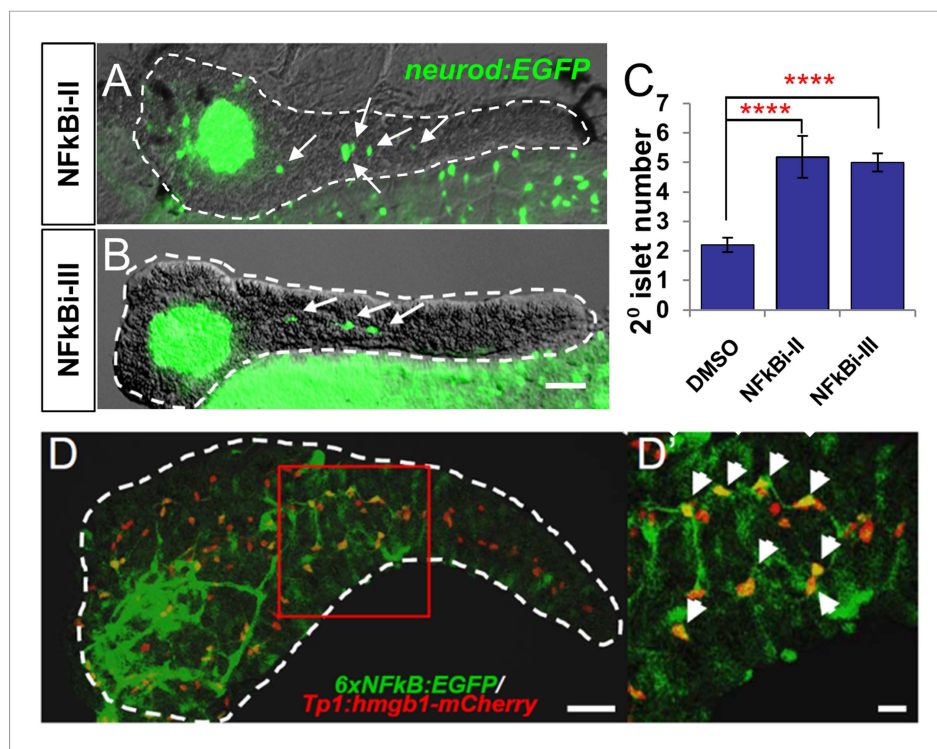 NFkBi-II
A
neurod:EGFP
NFkBi-III
B
C
2⁰ islet number
7
6
5
4
3
2
1
0
****
****
DMSO
NFkBi-II
NFkBi-III
D
6xNFkB:EGFP/
Tp1:hmgb1-mCherry
D'